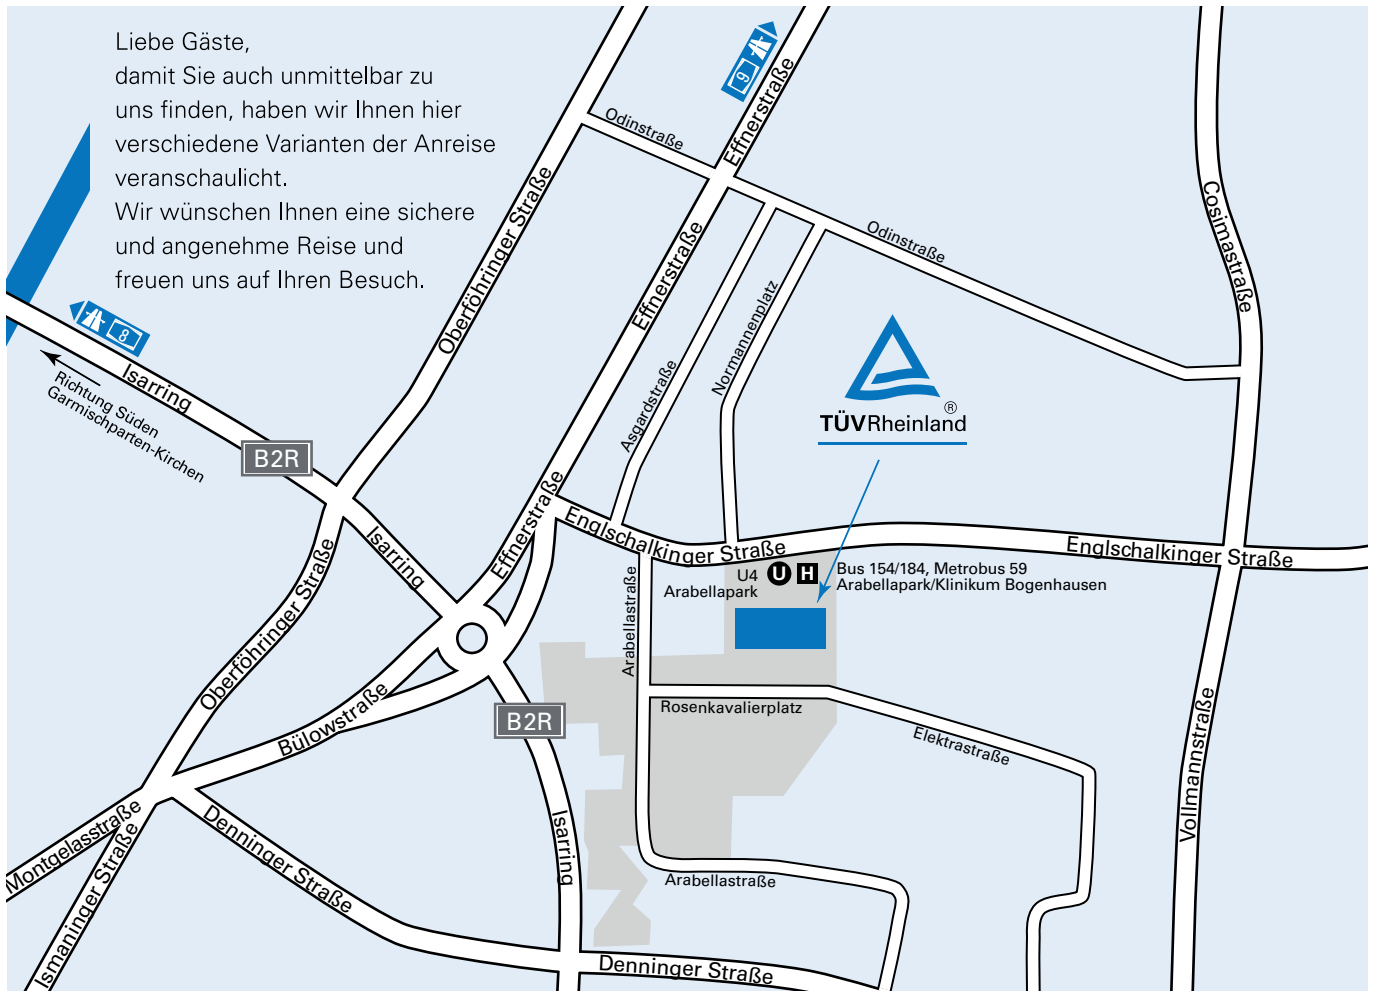 Liebe Gäste,
damit Sie auch unmittelbar zu
uns finden, haben wir Ihnen hier
verschiedene Varianten der Anreise
veranschaulicht.
Wir wünschen Ihnen eine sichere
und angenehme Reise und
freuen uns auf Ihren Besuch.
9
Effnerstraße
Odinstraße
Oberföhringer Straße
Effnerstraße
Odinstraße
Cosimastraße
8
Isarring
Richtung Süden
Garmischparten-Kirchen
B2R
Asgardstraße
Normannenplatz
®
TÜVRheinland
Isarring
Effnerstraße
Englschalkinger Straße
Englschalkinger Straße
U4
Arabellapark
U
H
Bus 154/184, Metrobus 59
Arabellapark/Klinikum Bogenhausen
Oberföhringer Straße
Arabellastraße
Bülowstraße
B2R
Rosenkavalierplatz
Elektrastraße
Vollmannstraße
Montgelasstraße
Ismaninger Straße
Denninger Straße
Isarring
Arabellastraße
Denninger Straße